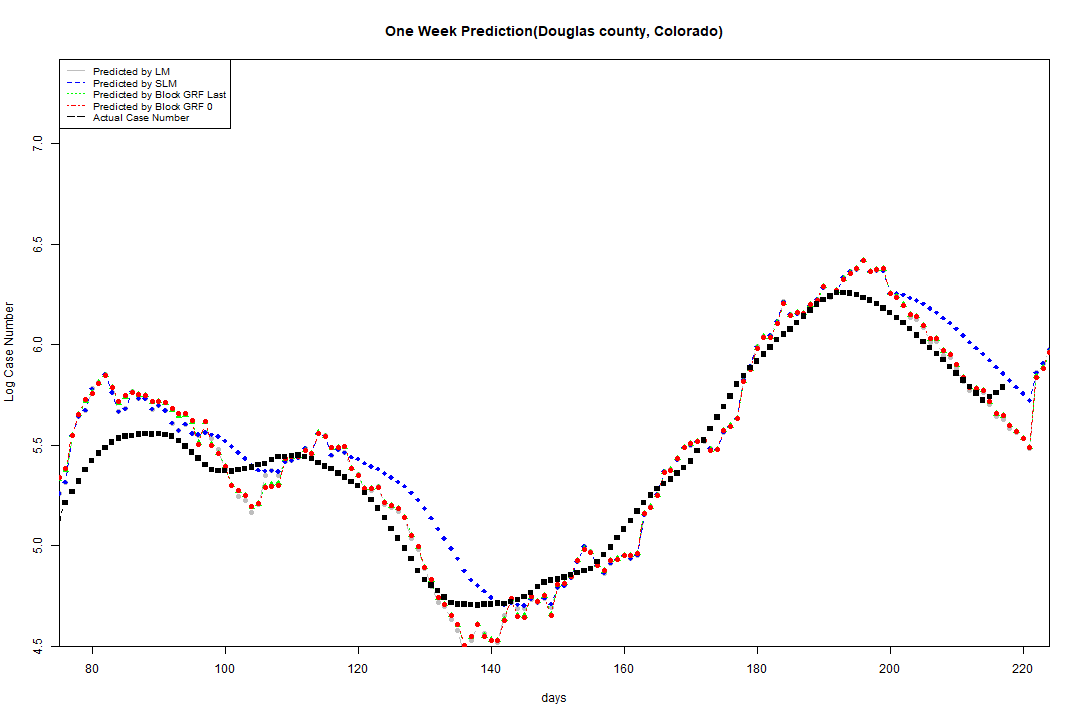 One Week Prediction(Douglas county, Colorado)
Predicted by LM
Predicted by SLM
Predicted by Block GRF Last
Predicted by Block GRF 0
Actual Case Number
7.0
6.5
6.0
5.5
5.0
4.5
Log Case Number
80 100 120 140 160 180 200 220
days